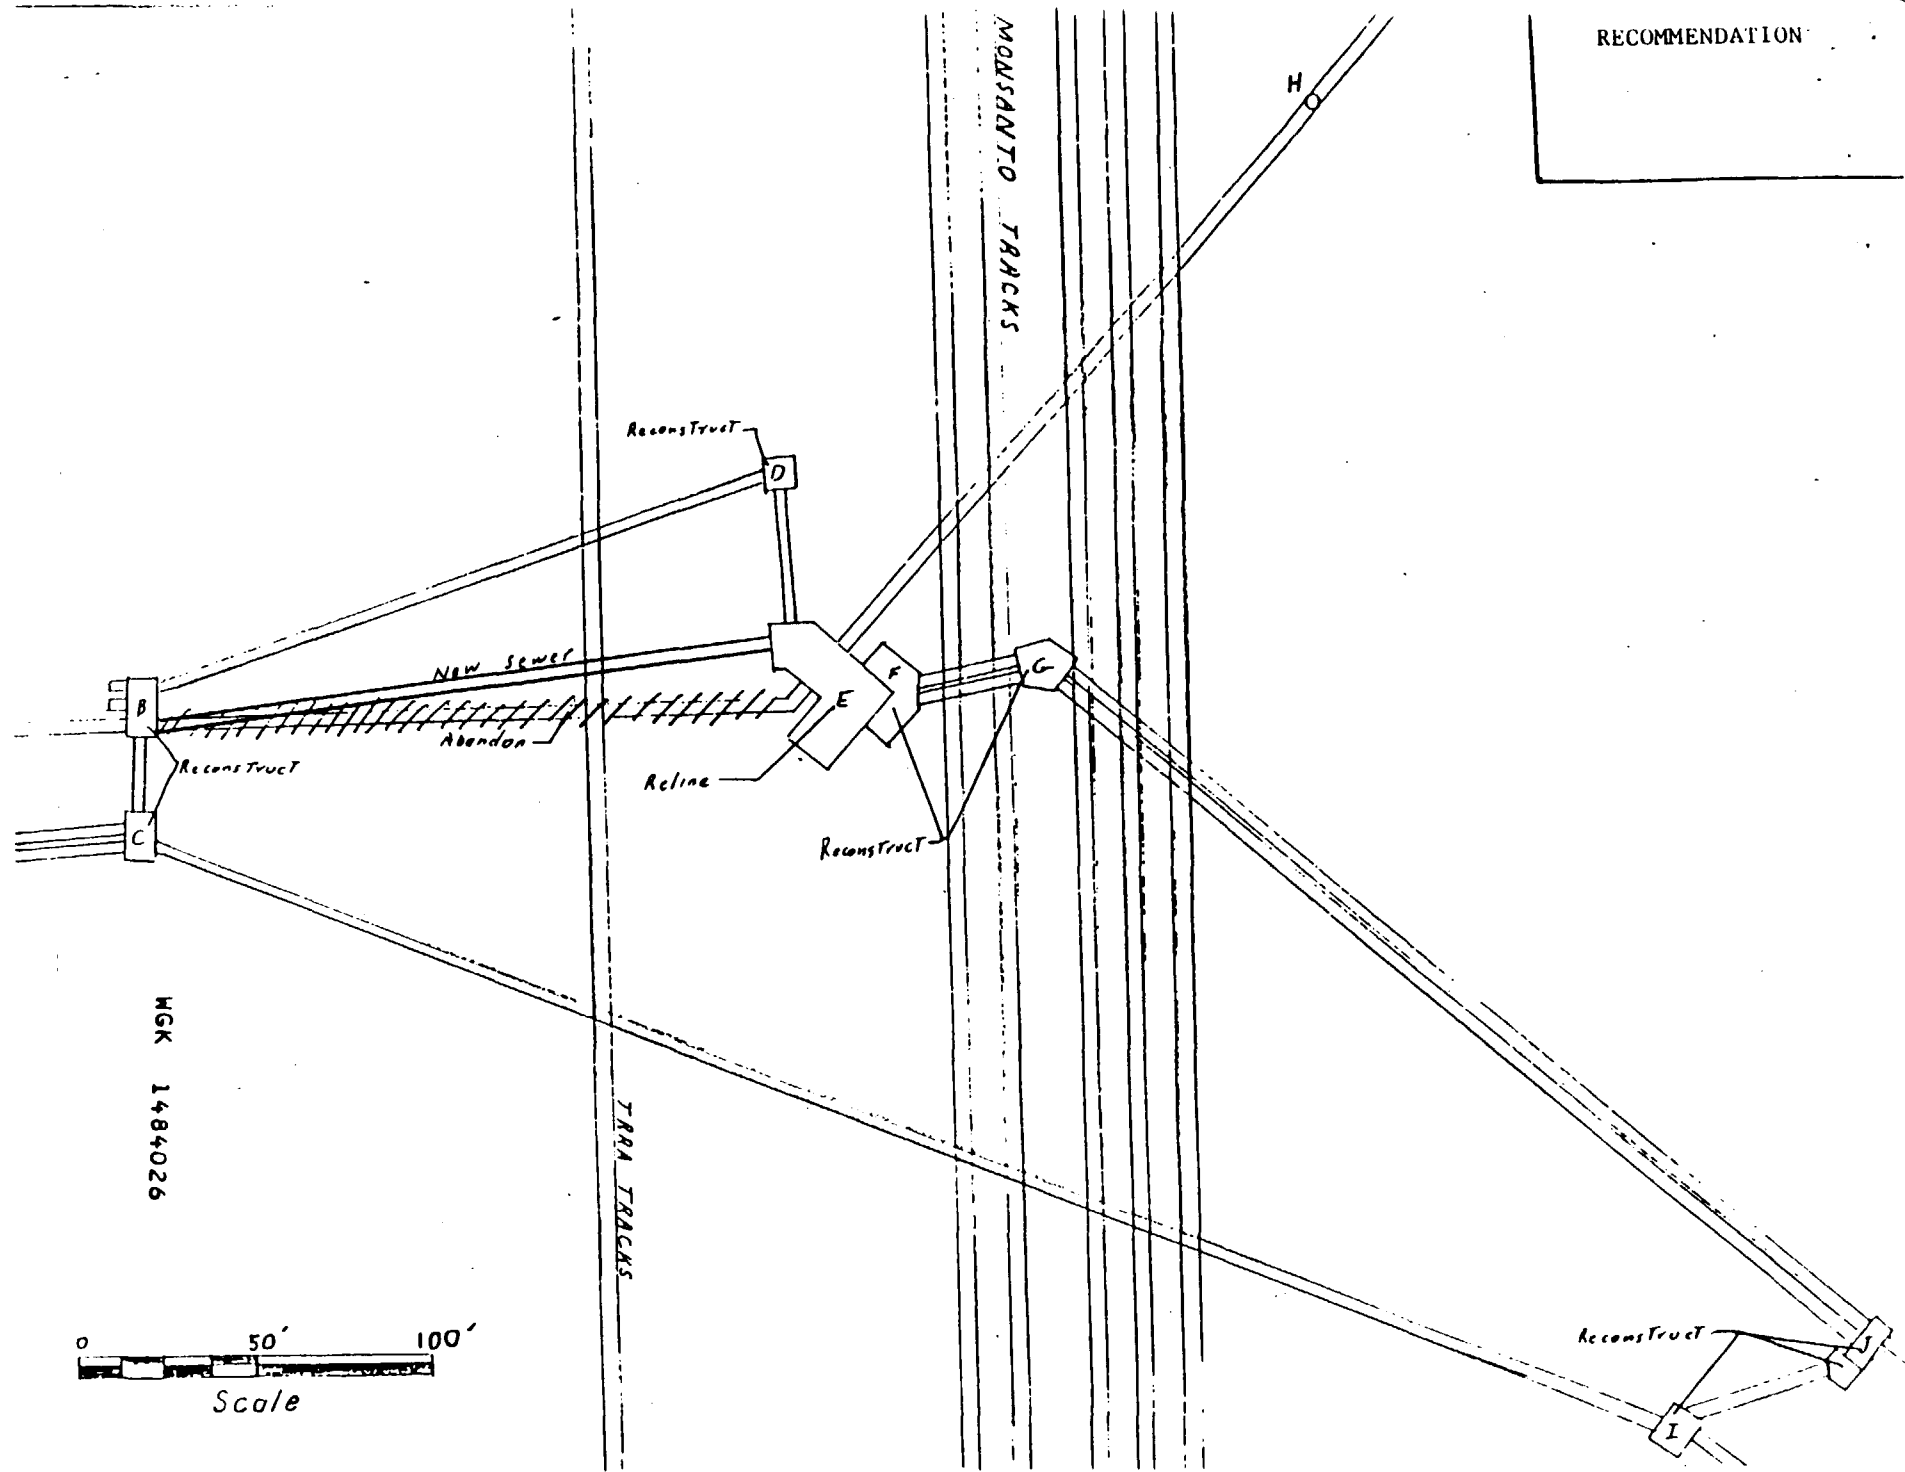 RECOMMENDATION
MONSANTO TRACKS
H
Reconstruct
D
New Sewer
B
F
G
E
Abandon
Reconstruct
Reline
C
Reconstruct
WGK 1484026
TRRA TRACKS
0 50' 100'
Scale
Reconstruct
J
I